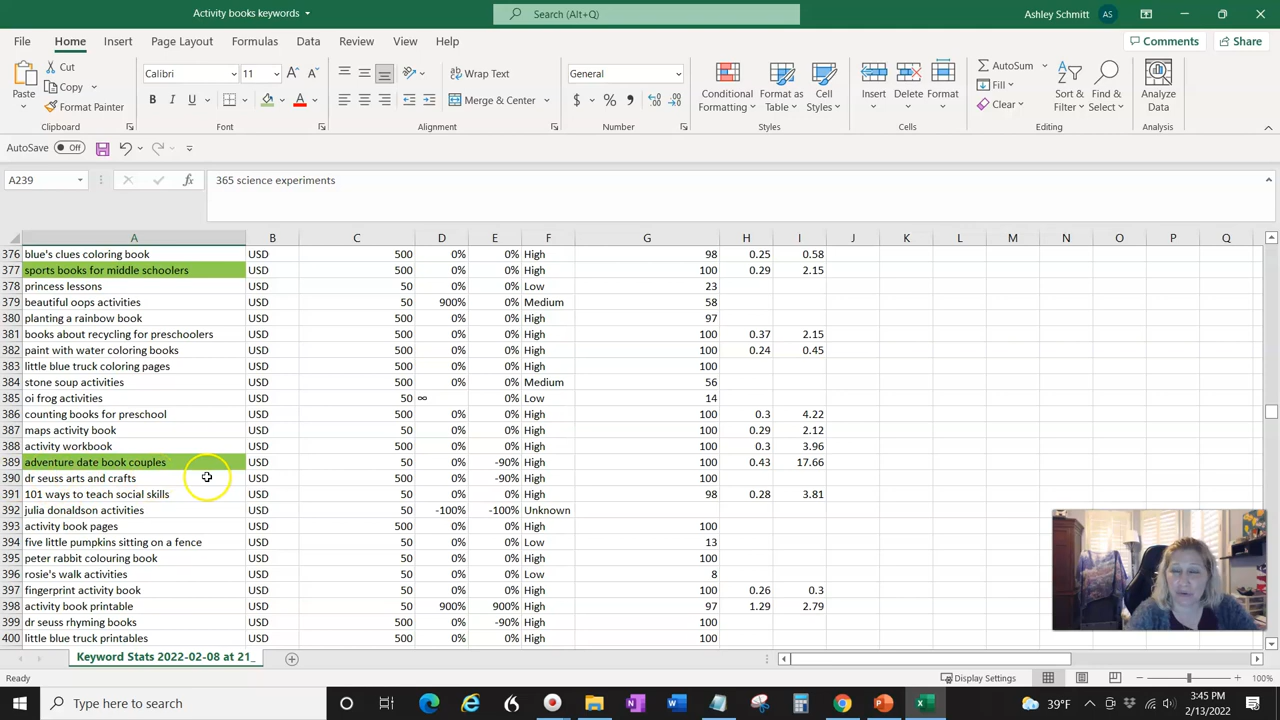 Activity books keywords
Search (Alt+Q)
Ashley Schmitt AS
File Home Insert Page Layout Formulas Data Review View Help Comments Share
Paste Cut Copy Format Painter
Clipboard
Calibri 11
B I U A
Font
Wrap Text
Merge & Center
Alignment
General
$ % 9
Number
Conditional Formatting Format as Table Cell Styles
Styles
Insert Delete Format
Cells
AutoSum Fill Clear Sort & Filter Find & Select
Editing
Analyze Data
Analysis
AutoSave Off
A239 fx 365 science experiments
A B C D E F G H I J K L M N O P Q
376 blue's clues coloring book USD 500 0% 0% High 98 0.25 0.58
377 sports books for middle schoolers USD 500 0% 0% High 100 0.29 2.15
378 princess lessons USD 50 0% 0% Low 23
379 beautiful oops activities USD 50 900% 0% Medium 58
380 planting a rainbow book USD 500 0% 0% High 97
381 books about recycling for preschoolers USD 500 0% 0% High 100 0.37 2.15
382 paint with water coloring books USD 500 0% 0% High 100 0.24 0.45
383 little blue truck coloring pages USD 500 0% 0% High 100
384 stone soup activities USD 500 0% 0% Medium 56
385 oi frog activities USD 50 ∞ 0% Low 14
386 counting books for preschool USD 500 0% 0% High 100 0.3 4.22
387 maps activity book USD 50 0% 0% High 100 0.29 2.12
388 activity workbook USD 500 0% 0% High 100 0.3 3.96
389 adventure date book couples USD 50 0% -90% High 100 0.43 17.66
390 dr seuss arts and crafts USD 500 0% -90% High 100
391 101 ways to teach social skills USD 50 0% 0% High 98 0.28 3.81
392 julia donaldson activities USD 50 -100% -100% Unknown
393 activity book pages USD 500 0% 0% High 100
394 five little pumpkins sitting on a fence USD 50 0% 0% Low 13
395 peter rabbit colouring book USD 50 0% 0% High 100
396 rosie's walk activities USD 50 0% 0% Low 8
397 fingerprint activity book USD 50 0% 0% High 100 0.26 0.3
398 activity book printable USD 50 900% 900% High 97 1.29 2.79
399 dr seuss rhyming books USD 50 0% -90% High 100
400 little blue truck printables USD 500 0% 0% High 100
Keyword Stats 2022-02-08 at 21_
Ready Display Settings 100%
Type here to search 39°F 3:45 PM
2/13/2022